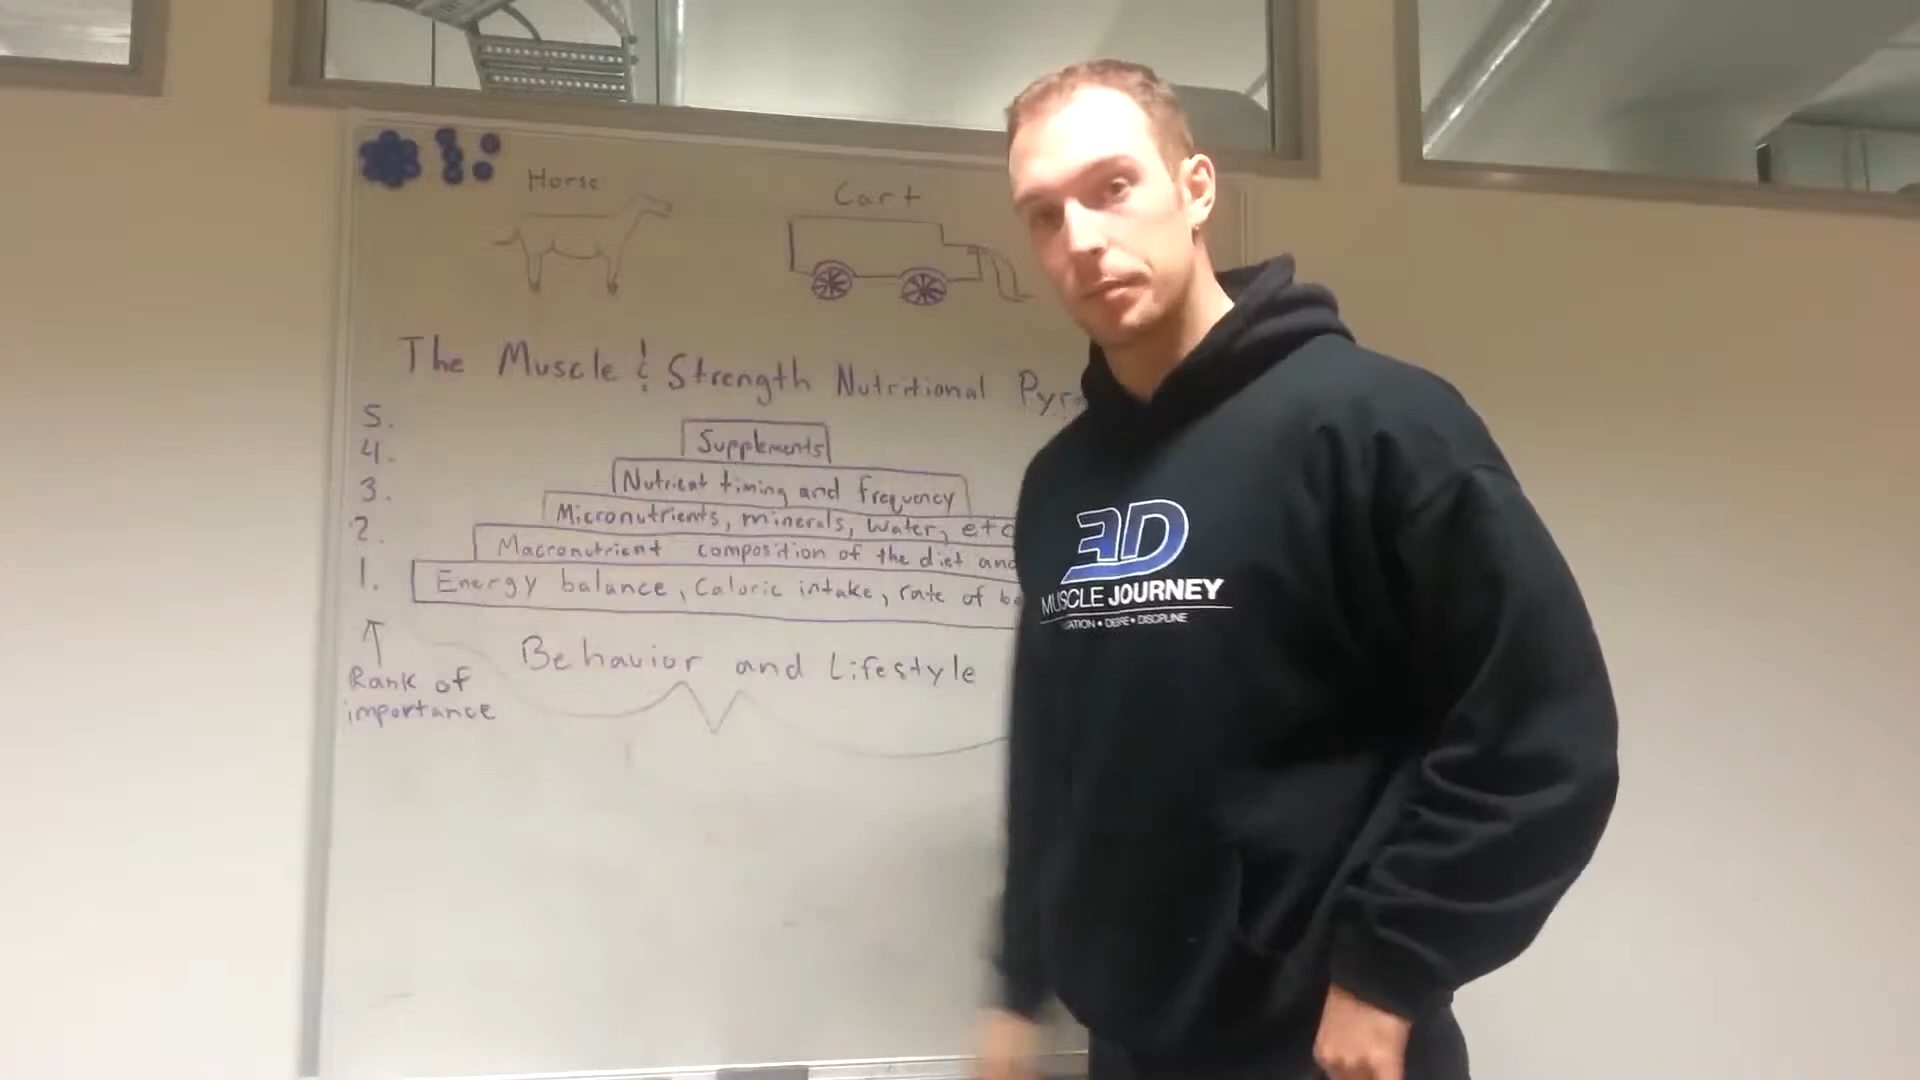 Horse
Cart
The Muscle & Strength Nutritional
5.
Supplements
4.
Nutrient timing and frequency
3.
Micronutrients, minerals, water, etc
2.
Macronutrient composition of the diet and
1.
Energy balance, Caloric intake, rate of
Rank of
importance
Behavior and Lifestyle
3D
MUSCLE JOURNEY
DISCIPLINE